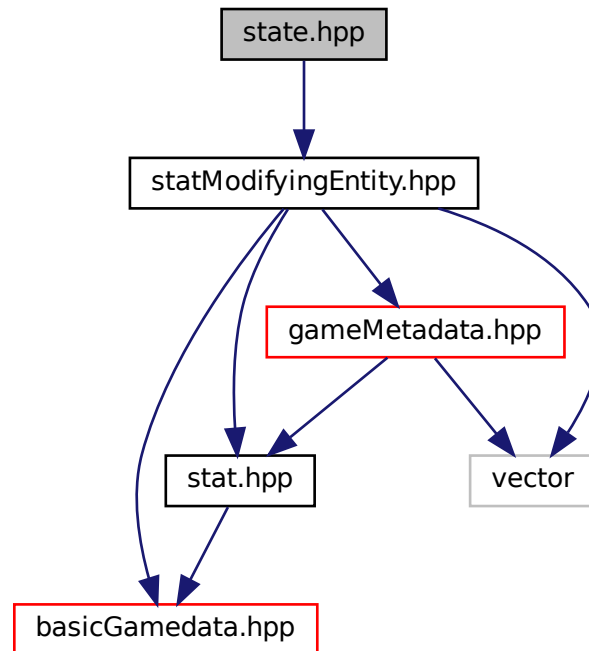 state.hpp
statModifyingEntity.hpp
gameMetadata.hpp
stat.hpp
vector
basicGamedata.hpp